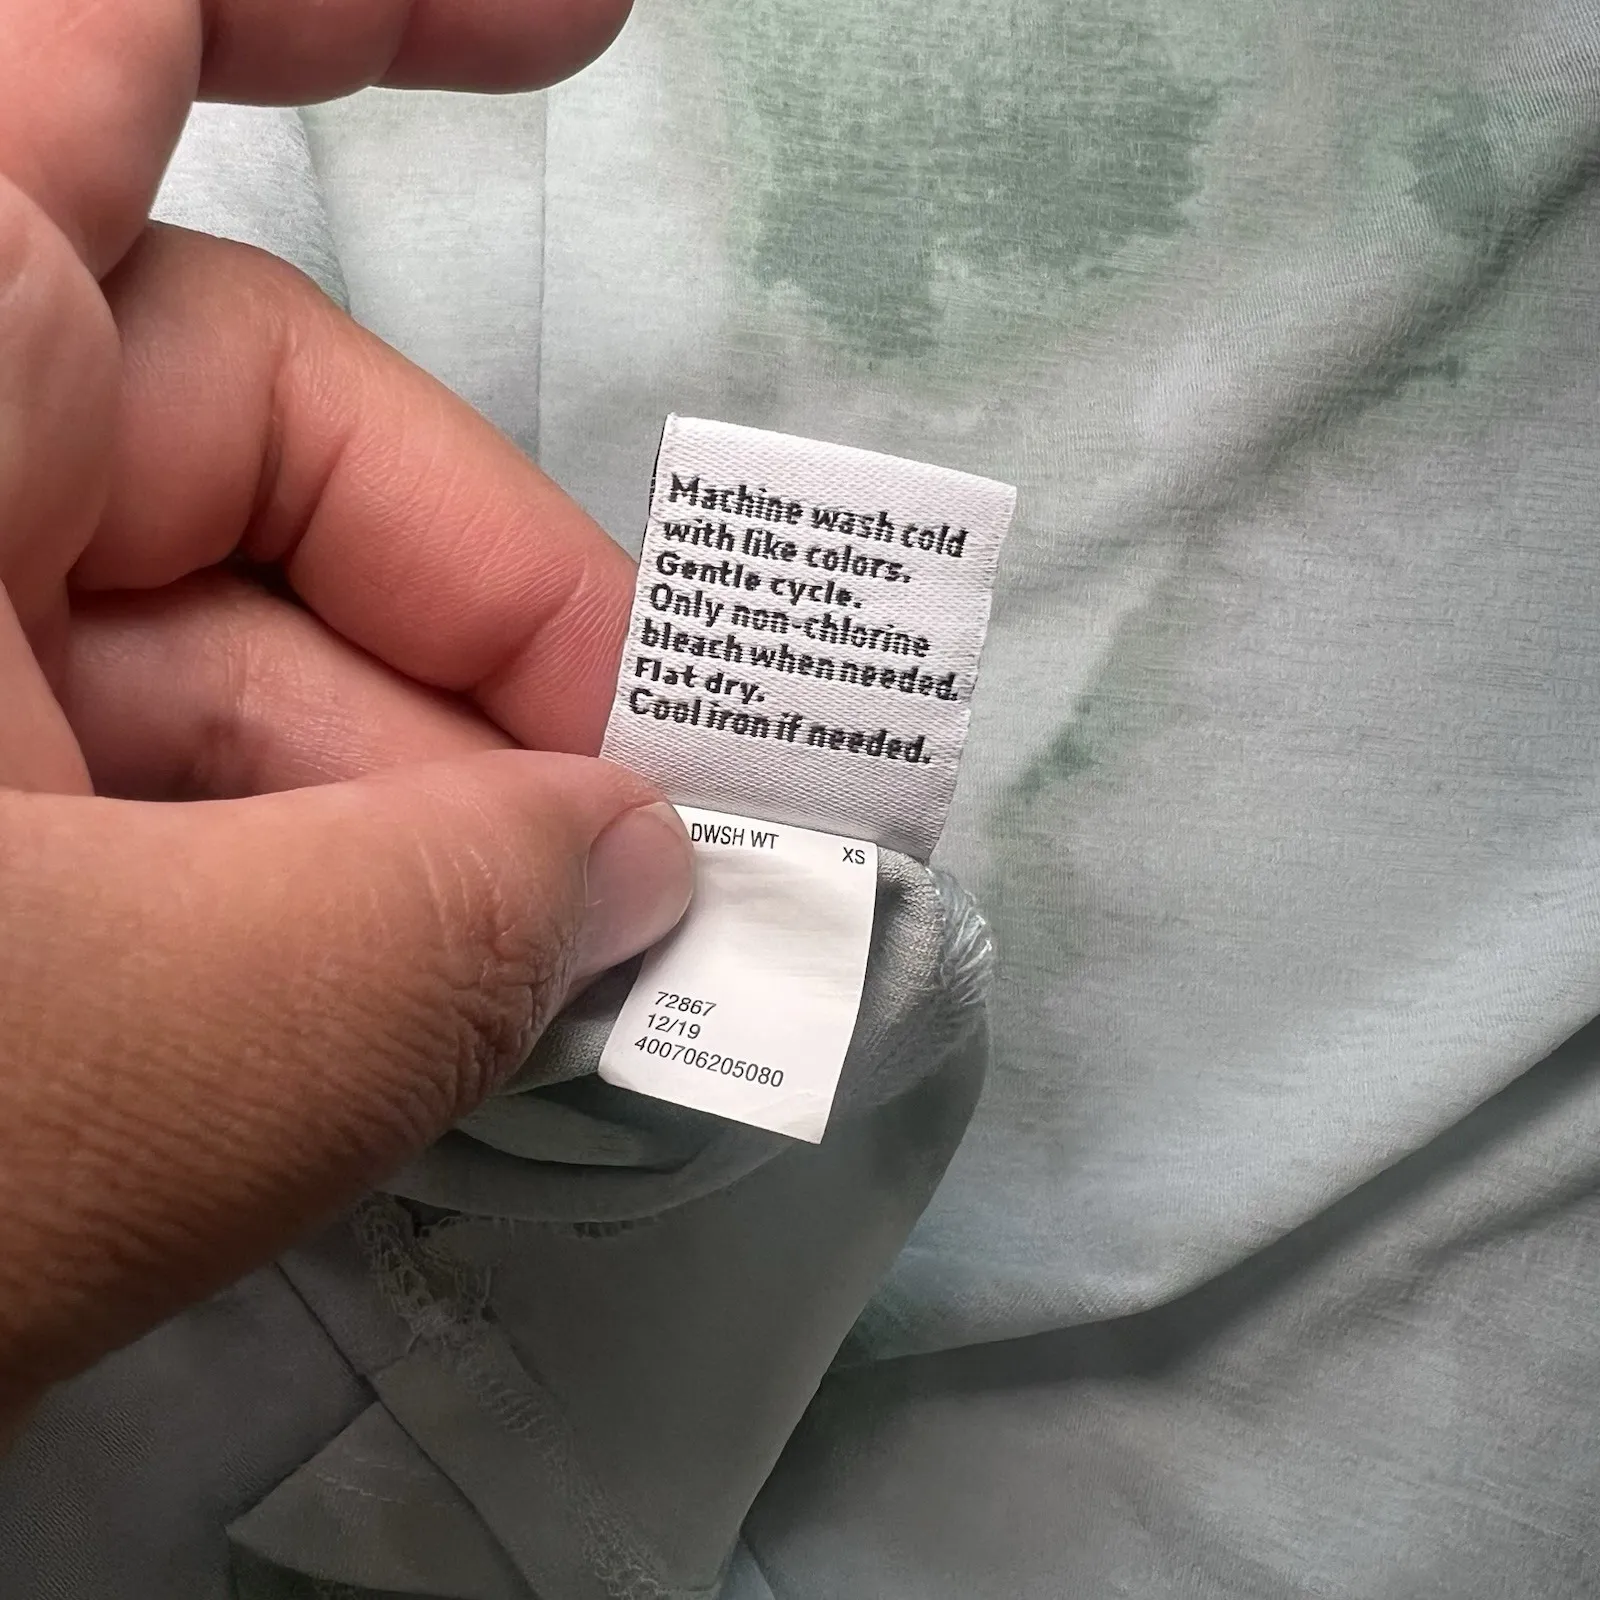 Machine wash cold
with like colors.
Gentle cycle.
Only non-chlorine
bleach when needed.
Flat dry.
Cool iron if needed.
DWSH WT XS
72867
12/19
400706205080